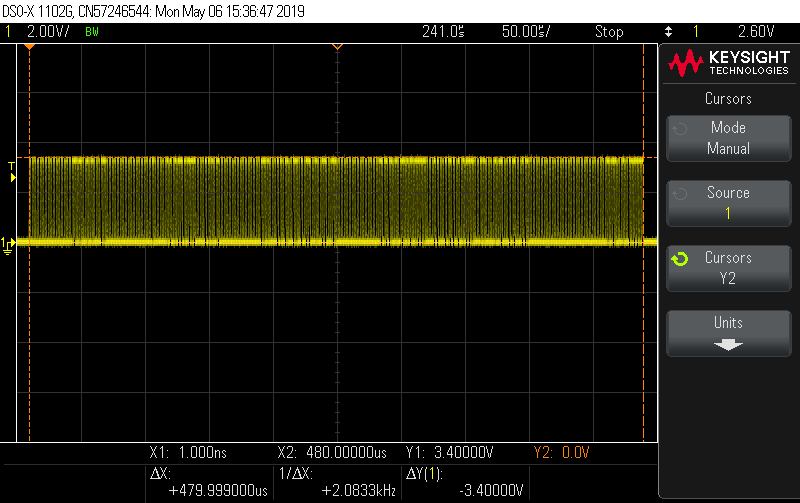 DSO-X 1102G, CN57246544: Mon May 06 15:36:47 2019
1 2.00V/ BW 241.0s 50.00s/ Stop 1 2.60V
KEYSIGHT
TECHNOLOGIES
Cursors
Mode
Manual
Source
1
Cursors
Y2
Units
T
1
X1: 1.000ns X2: 480.00000us Y1: 3.40000V Y2: 0.0V
ΔX: 1/ΔX: ΔY(1):
+479.999000us +2.0833kHz -3.40000V